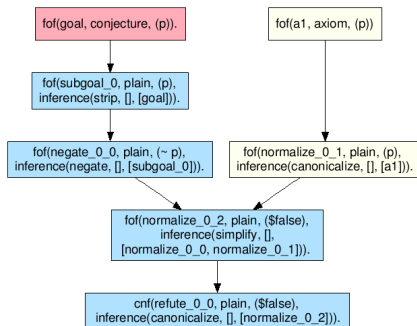 fof(goal, conjecture, (p)).
fof(a1, axiom, (p))
fof(subgoal_0, plain, (p),
inference(strip, [], [goal])).
fof(negate_0_0, plain, (~ p),
inference(negate, [], [subgoal_0])).
fof(normalize_0_1, plain, (p),
inference(canonicalize, [], [a1])).
fof(normalize_0_2, plain, ($false),
inference(simplify, [],
[normalize_0_0, normalize_0_1])).
cnf(refute_0_0, plain, ($false),
inference(canonicalize, [], [normalize_0_2])).